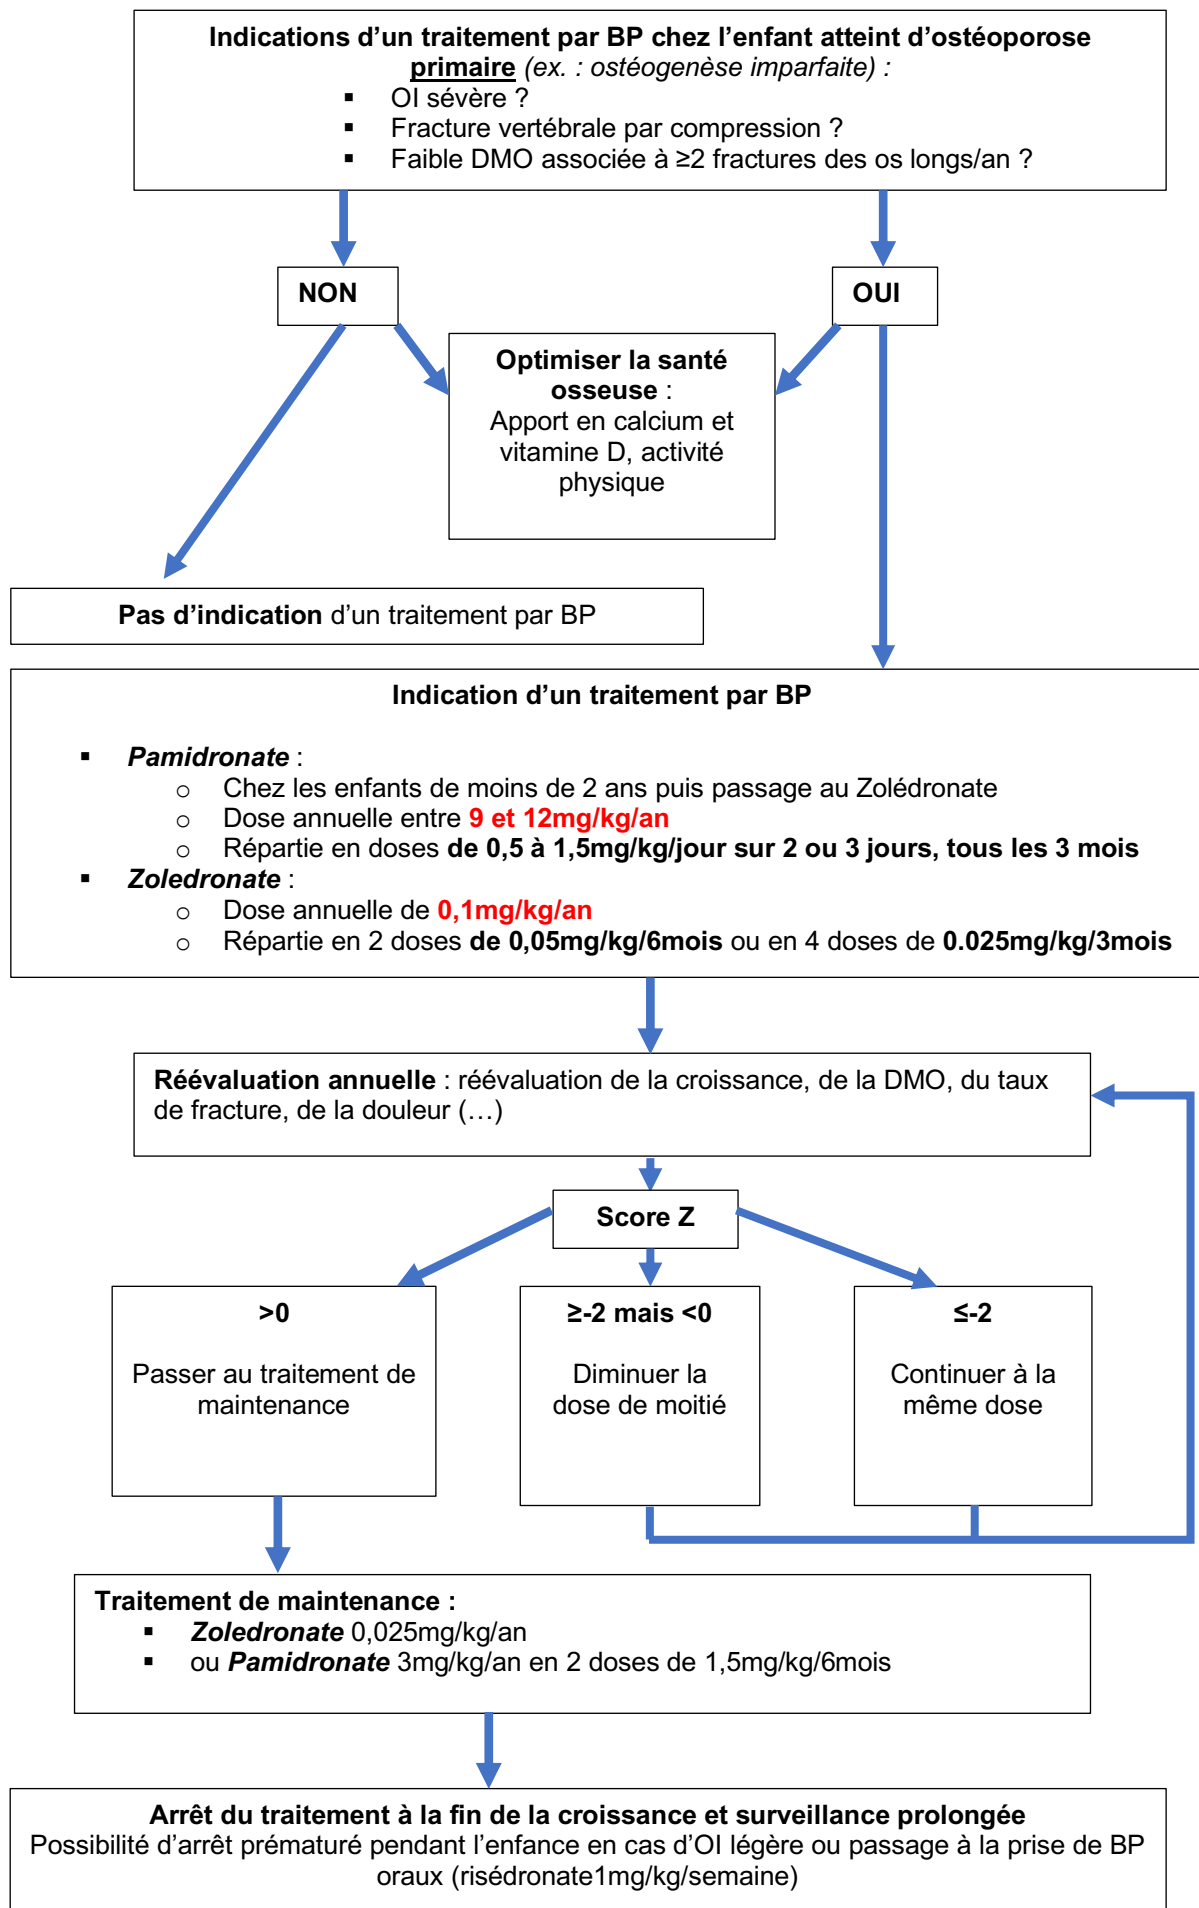 Indications d’un traitement par BP chez l’enfant atteint d’ostéoporose
primaire (ex. : ostéogenèse imparfaite) :
▪ OI sévère ?
▪ Fracture vertébrale par compression ?
▪ Faible DMO associée à ≥2 fractures des os longs/an ?
NON
OUI
Optimiser la santé
osseuse :
Apport en calcium et
vitamine D, activité
physique
Pas d’indication d’un traitement par BP
Indication d’un traitement par BP
▪ Pamidronate :
o Chez les enfants de moins de 2 ans puis passage au Zolédronate
o Dose annuelle entre 9 et 12mg/kg/an
o Répartie en doses de 0,5 à 1,5mg/kg/jour sur 2 ou 3 jours, tous les 3 mois
▪ Zoledronate :
o Dose annuelle de 0,1mg/kg/an
o Répartie en 2 doses de 0,05mg/kg/6mois ou en 4 doses de 0.025mg/kg/3mois
Réévaluation annuelle : réévaluation de la croissance, de la DMO, du taux
de fracture, de la douleur (…)
Score Z
>0
Passer au traitement de
maintenance
≥-2 mais <0
Diminuer la
dose de moitié
≤-2
Continuer à la
même dose
Traitement de maintenance :
▪ Zoledronate 0,025mg/kg/an
▪ ou Pamidronate 3mg/kg/an en 2 doses de 1,5mg/kg/6mois
Arrêt du traitement à la fin de la croissance et surveillance prolongée
Possibilité d’arrêt prématuré pendant l’enfance en cas d’OI légère ou passage à la prise de BP
oraux (risédronate1mg/kg/semaine)